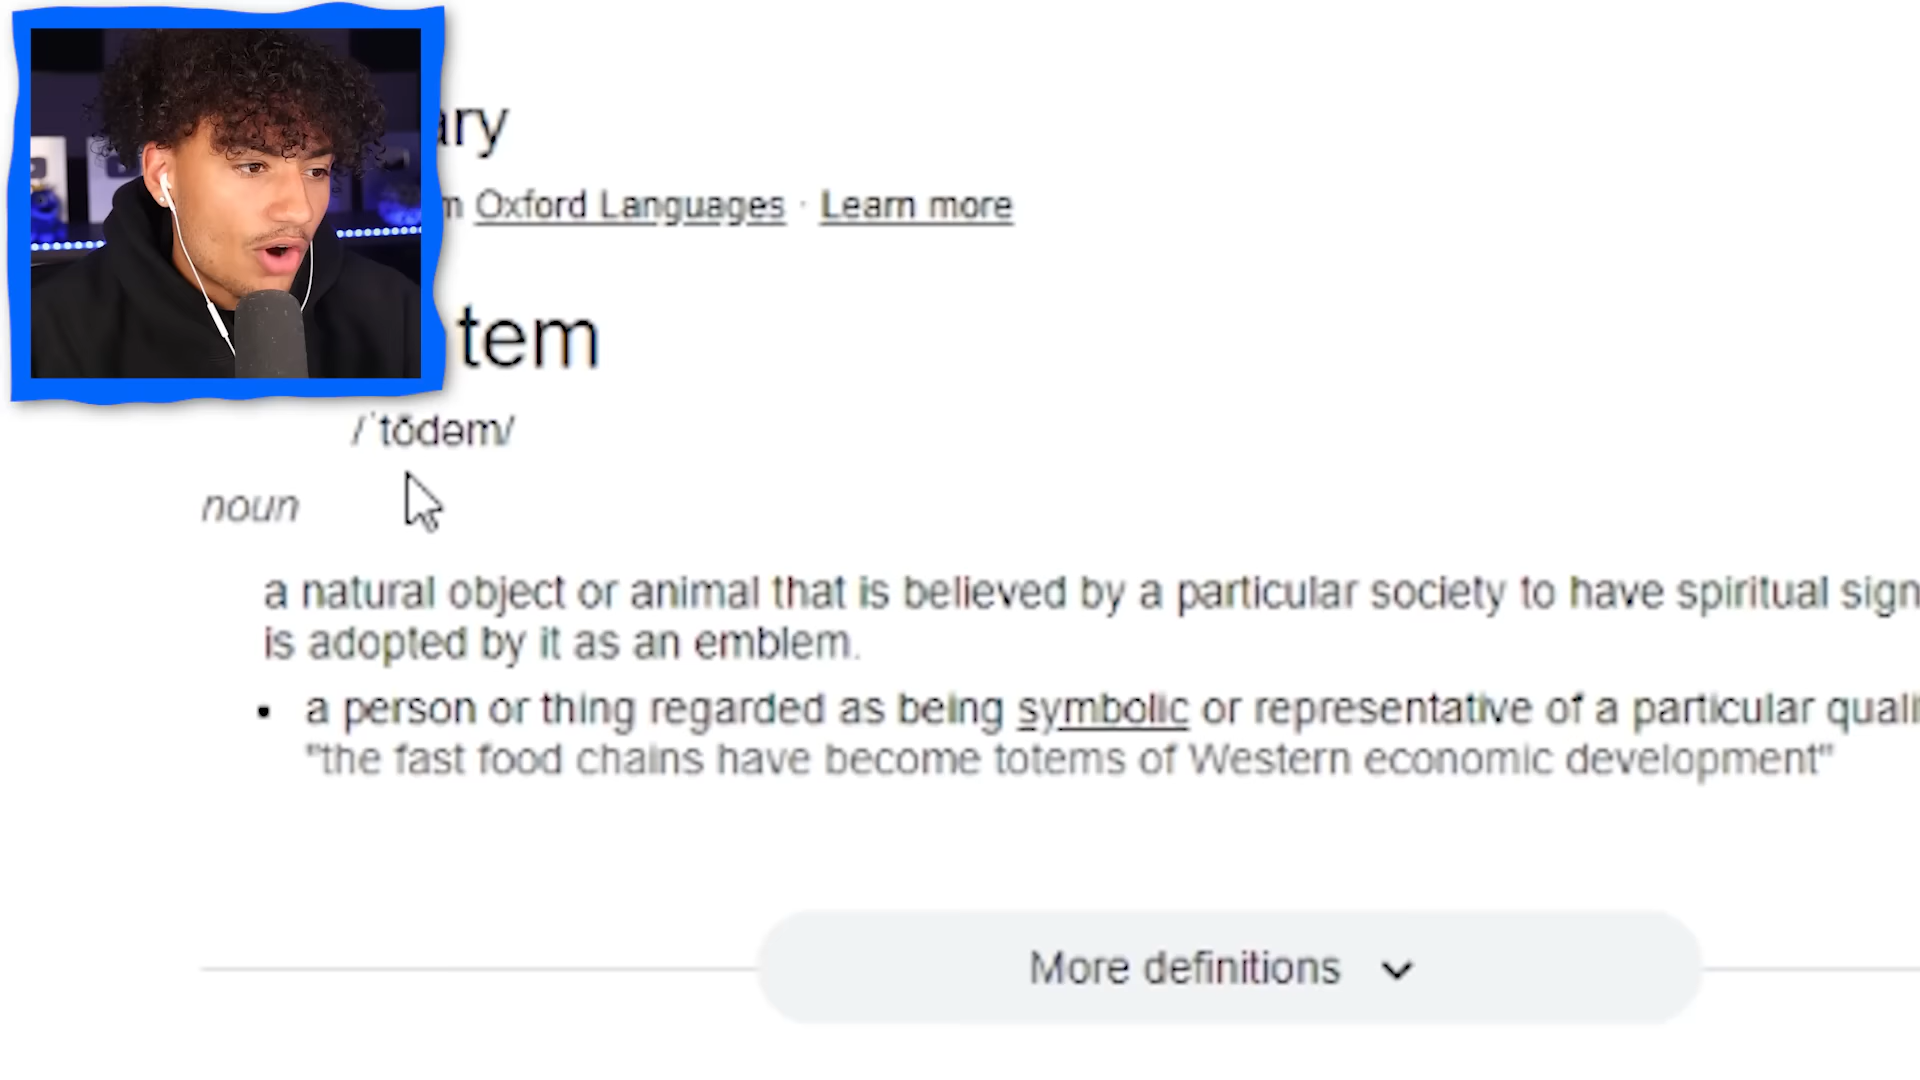 ary
m Oxford Languages · Learn more
tem
/ˈtōdəm/
noun
a natural object or animal that is believed by a particular society to have spiritual sign
is adopted by it as an emblem.
• a person or thing regarded as being symbolic or representative of a particular quali
"the fast food chains have become totems of Western economic development"
More definitions